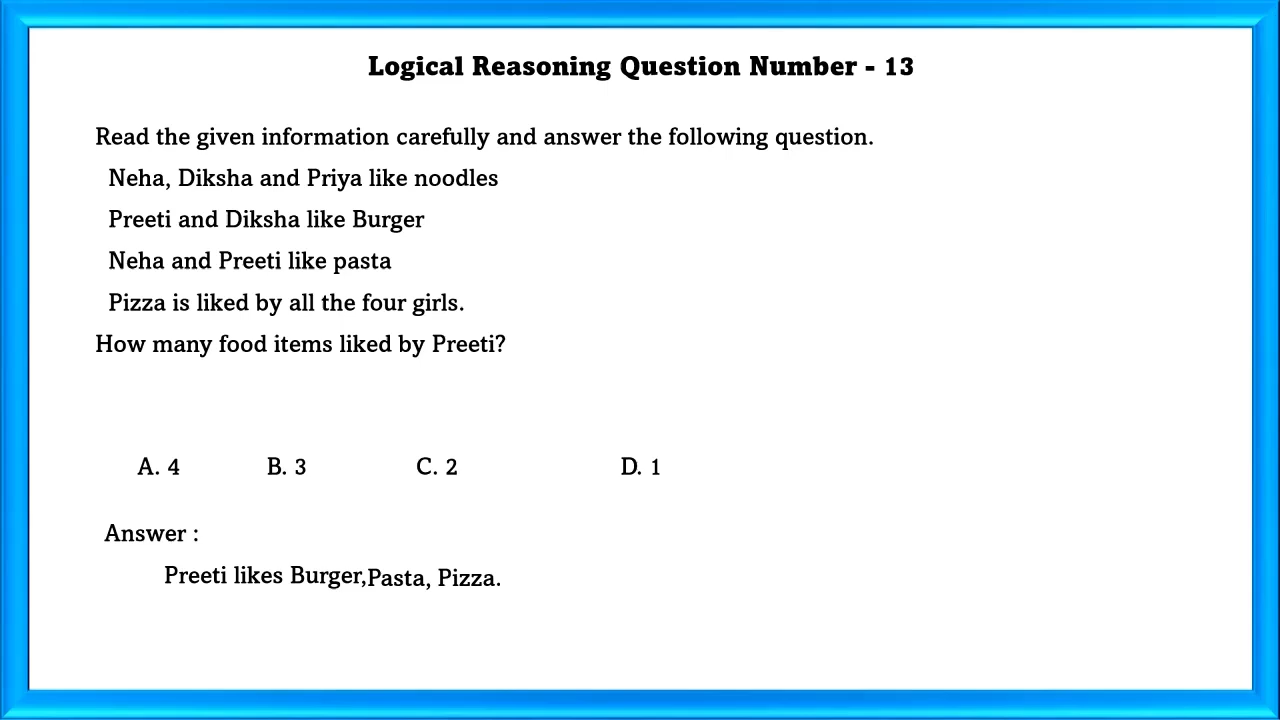 Logical Reasoning Question Number - 13
Read the given information carefully and answer the following question.
Neha, Diksha and Priya like noodles
Preeti and Diksha like Burger
Neha and Preeti like pasta
Pizza is liked by all the four girls.
How many food items liked by Preeti?
A. 4 B. 3 C. 2 D. 1
Answer :
Preeti likes Burger,Pasta, Pizza.